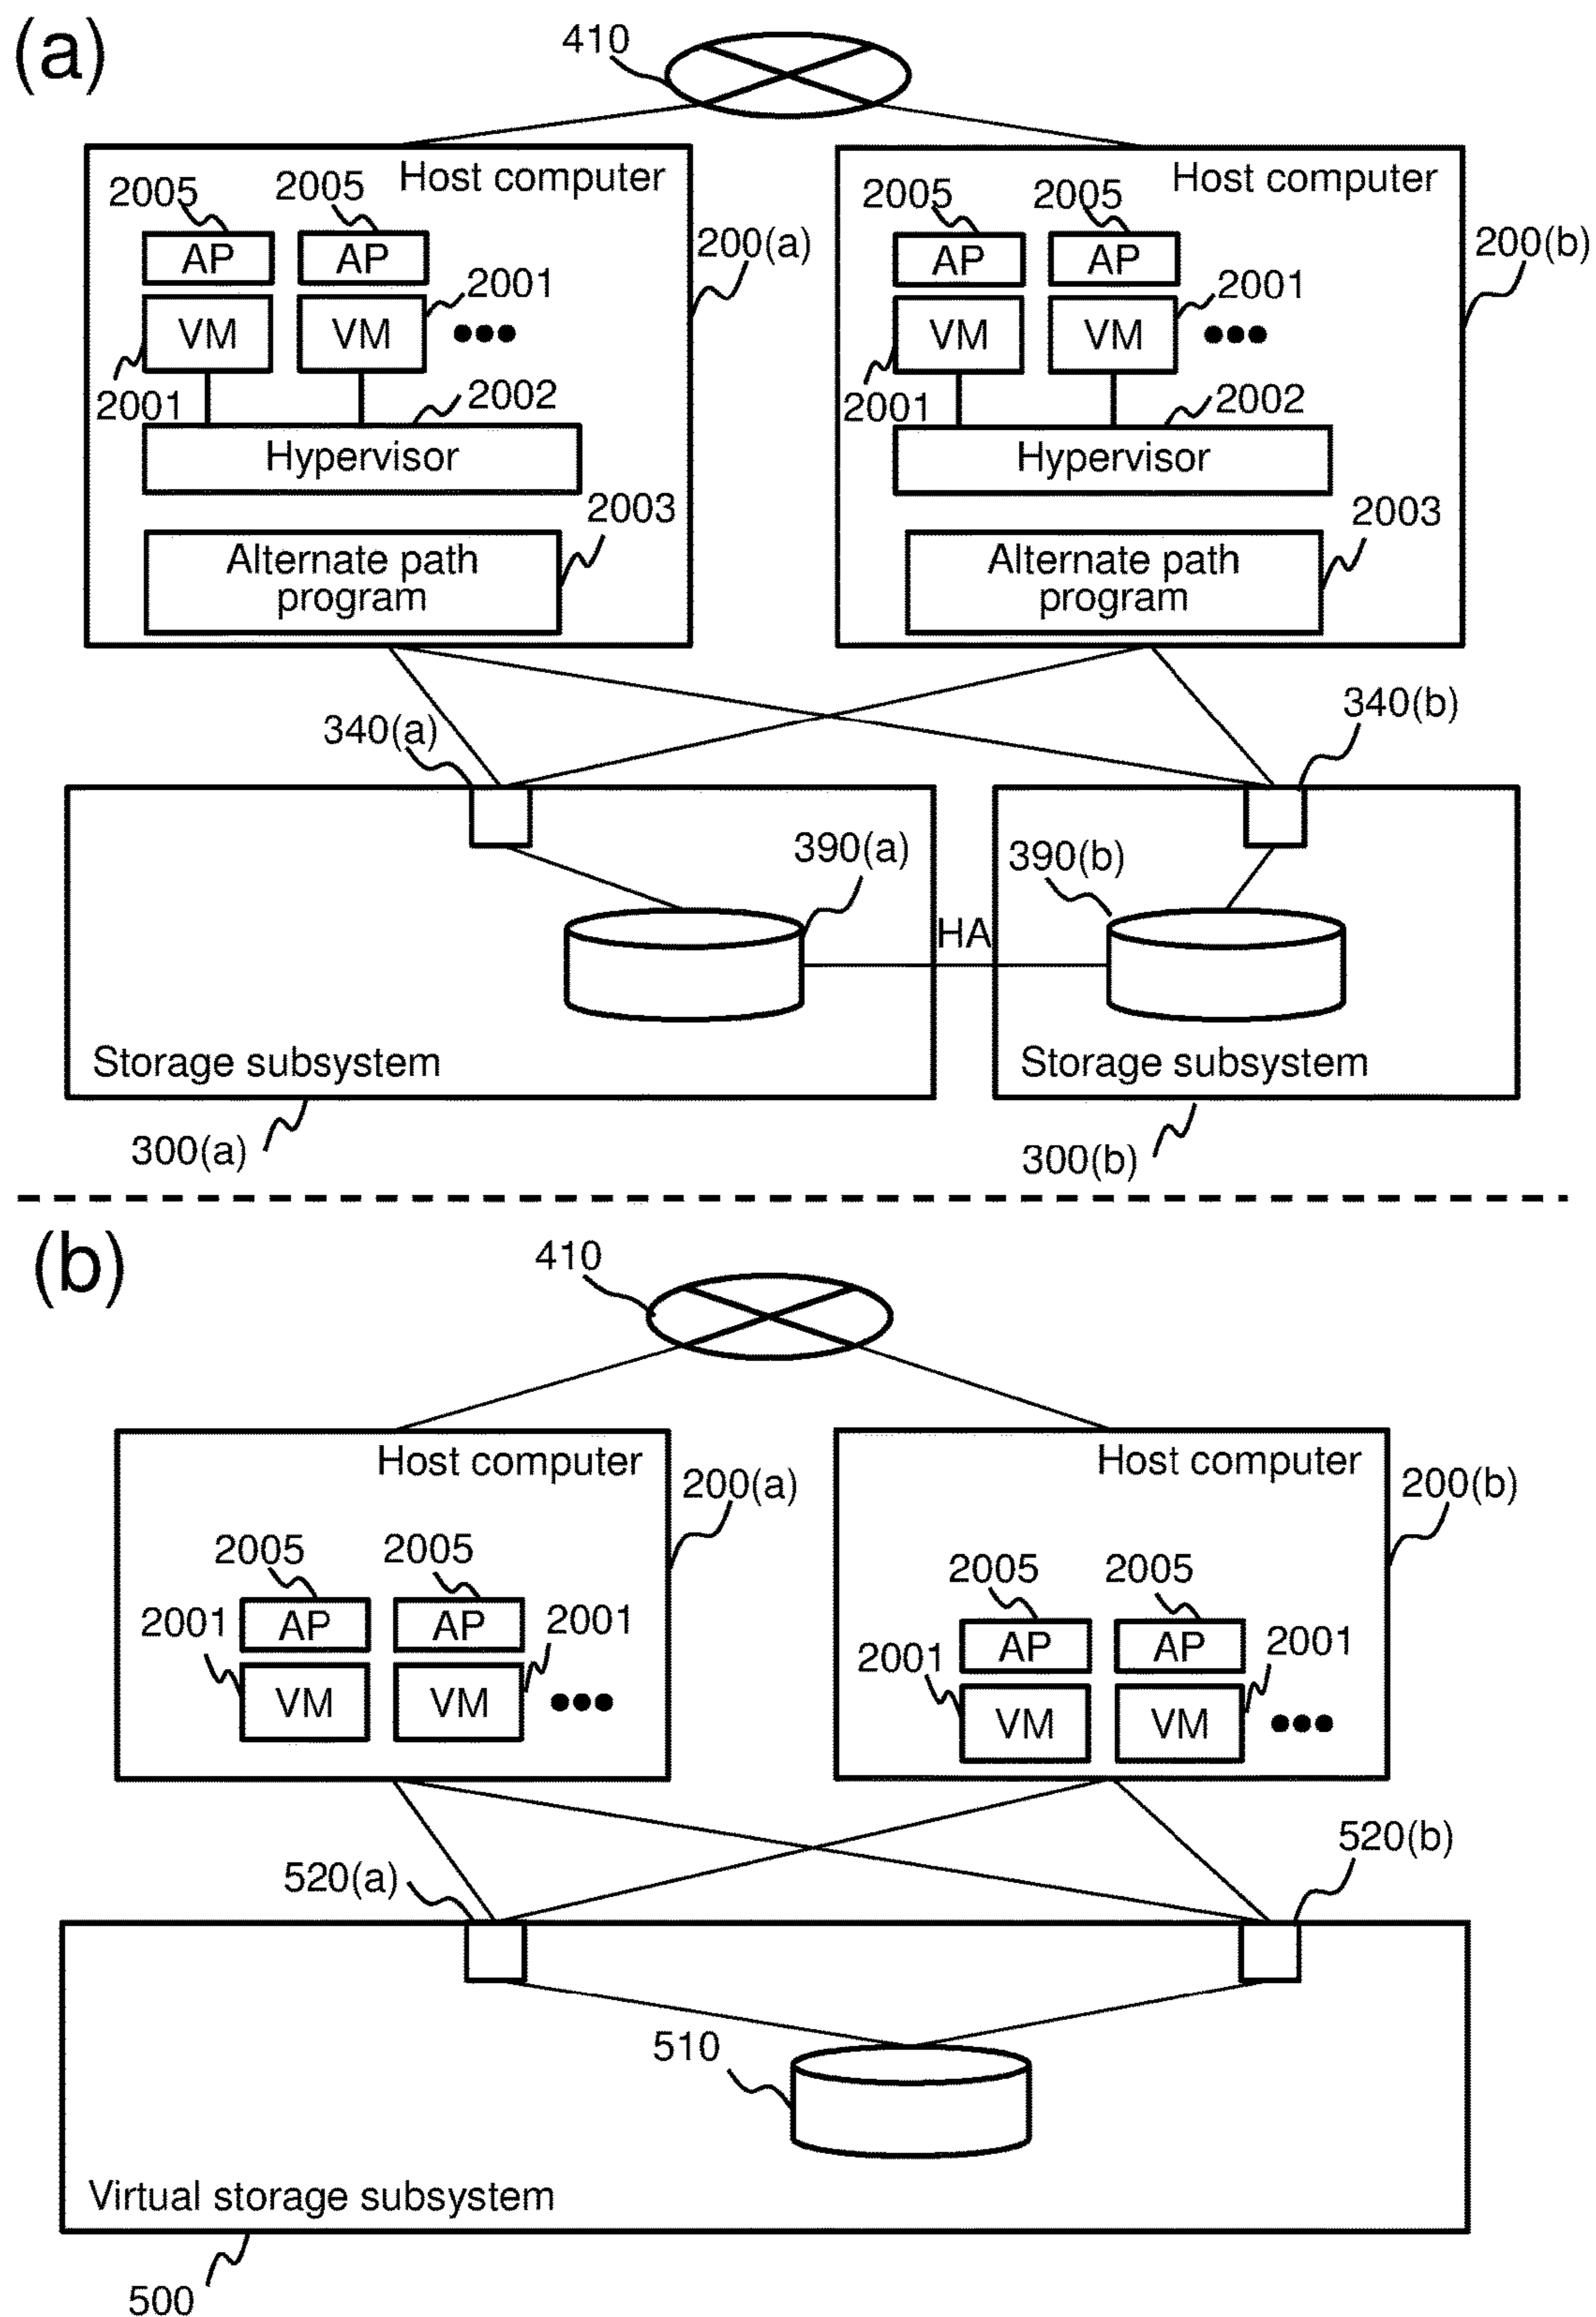 (a)
410
Host computer
2005
2005
AP
AP
200(a)
2001
VM
VM
2001
2002
Hypervisor
2003
Alternate path
program
Host computer
2005
2005
AP
AP
200(b)
2001
VM
VM
2001
2002
Hypervisor
2003
Alternate path
program
340(a)
340(b)
390(a)
390(b)
HA
Storage subsystem
Storage subsystem
300(a)
300(b)
(b)
410
Host computer
200(a)
2005
2005
2001
AP
AP
2001
VM
VM
Host computer
200(b)
2005
2005
2001
AP
AP
2001
VM
VM
520(a)
520(b)
510
Virtual storage subsystem
500